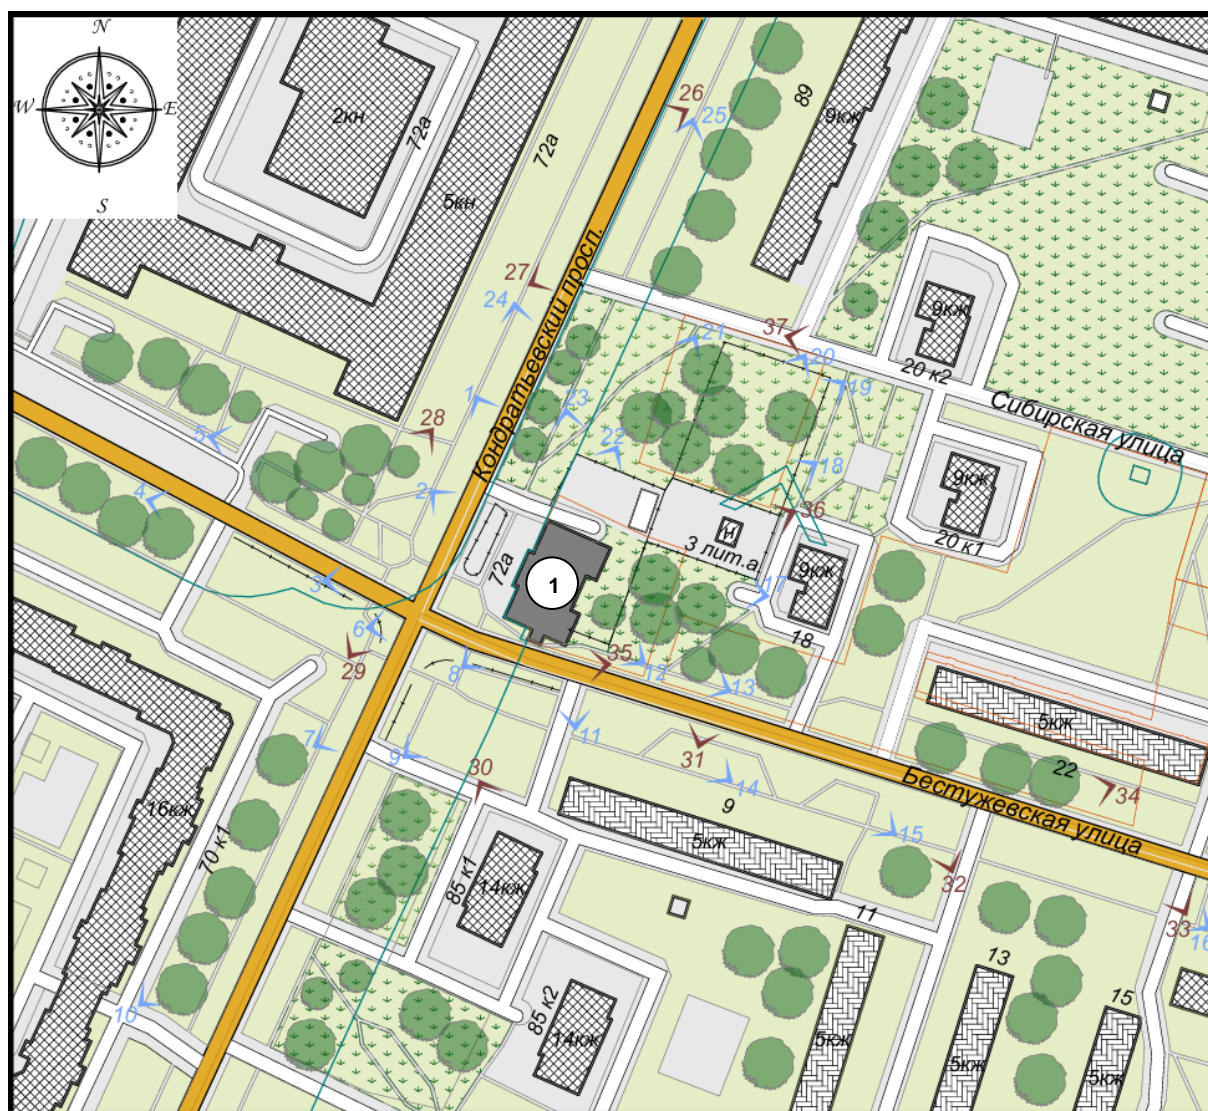 N
W
E
S
2кн
72а
5кн
72а
26
25
89
9кж
27
24
Кондратьевский просп.
1
28
5
4
2
23
22
21
37
20
19
9кж
20 к2
Сибирская улица
18
9кж
20 к1
36
Н
3 лит.а
72а
1
9кж
17
18
3
6
29
8
35
12
13
7
9
11
31
14
30
9
5кж
15
5кж
22
34
Бестужевская улица
32
33
16
16кж
70 к1
85 к1
14кж
11
13
15
10
85 к2
14кж
5кж
5кж
5кж